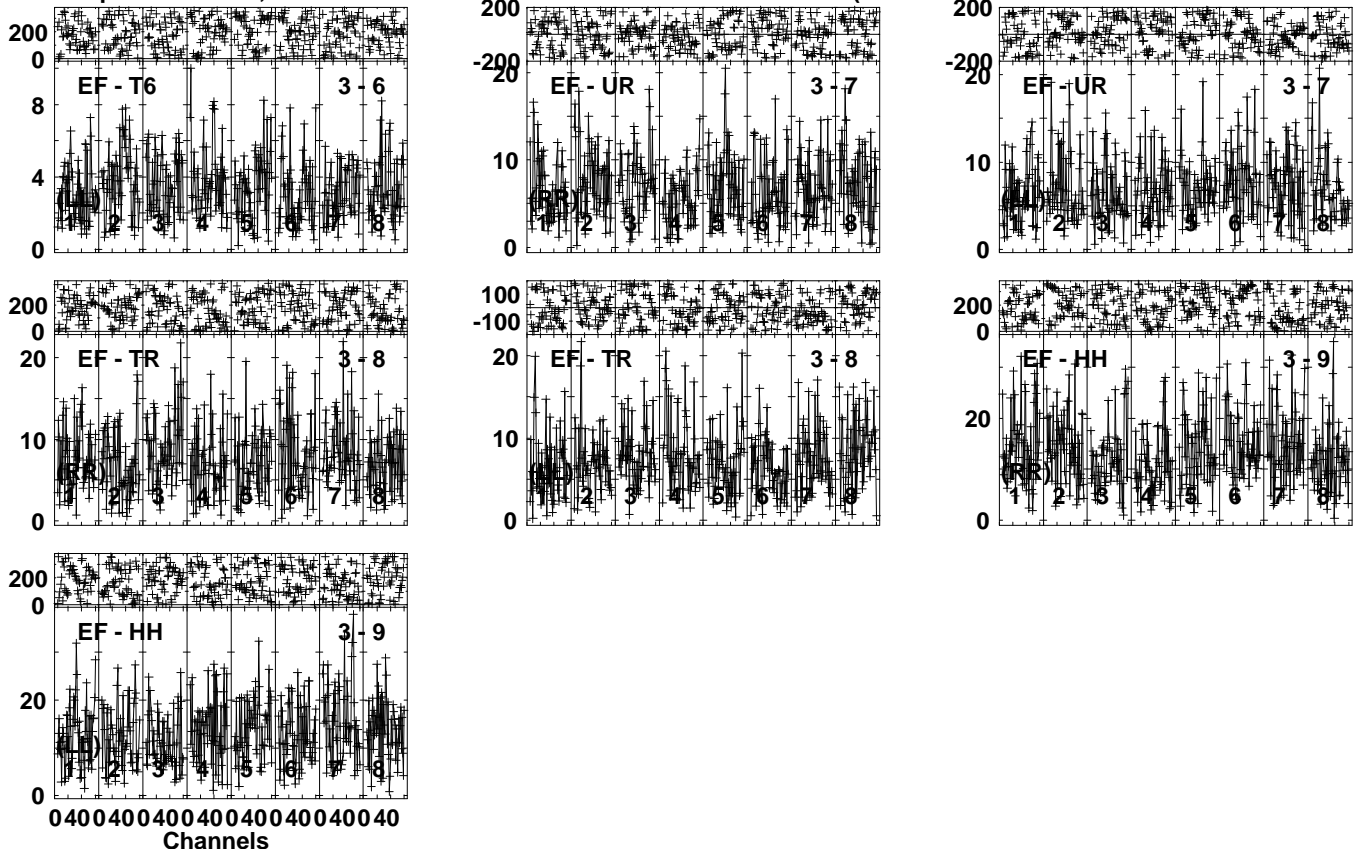 200
0
EF - T6 3 - 6
8
4
0
(LL)
1 2 3 4 5 6 7 8
200
-200
20
EF - UR 3 - 7
10
0
(RR)
1 2 3 4 5 6 7 8
200
-200
20
EF - UR 3 - 7
10
0
(LL)
1 2 3 4 5 6 7 8
200
0
20
EF - TR 3 - 8
10
0
(RR)
1 2 3 4 5 6 7 8
100
-100
20
EF - TR 3 - 8
10
0
(LL)
1 2 3 4 5 6 7 8
200
0
EF - HH 3 - 9
20
0
(RR)
1 2 3 4 5 6 7 8
200
0
EF - HH 3 - 9
20
0
(LL)
1 2 3 4 5 6 7 8
0 40 0 40 0 40 0 40 0 40 0 40 0 40 0 40
Channels